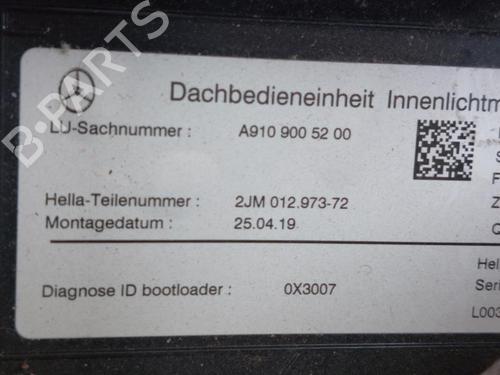 Dachbedieneinheit Innenlichtm
LU-Sachnummer : A910 900 52 00
Hella-Teilenummer : 2JM 012.973-72
Montagedatum : 25.04.19
Diagnose ID bootloader : 0X3007
S
F
Z
Q
Hel
Seri
L003
B-PARTS